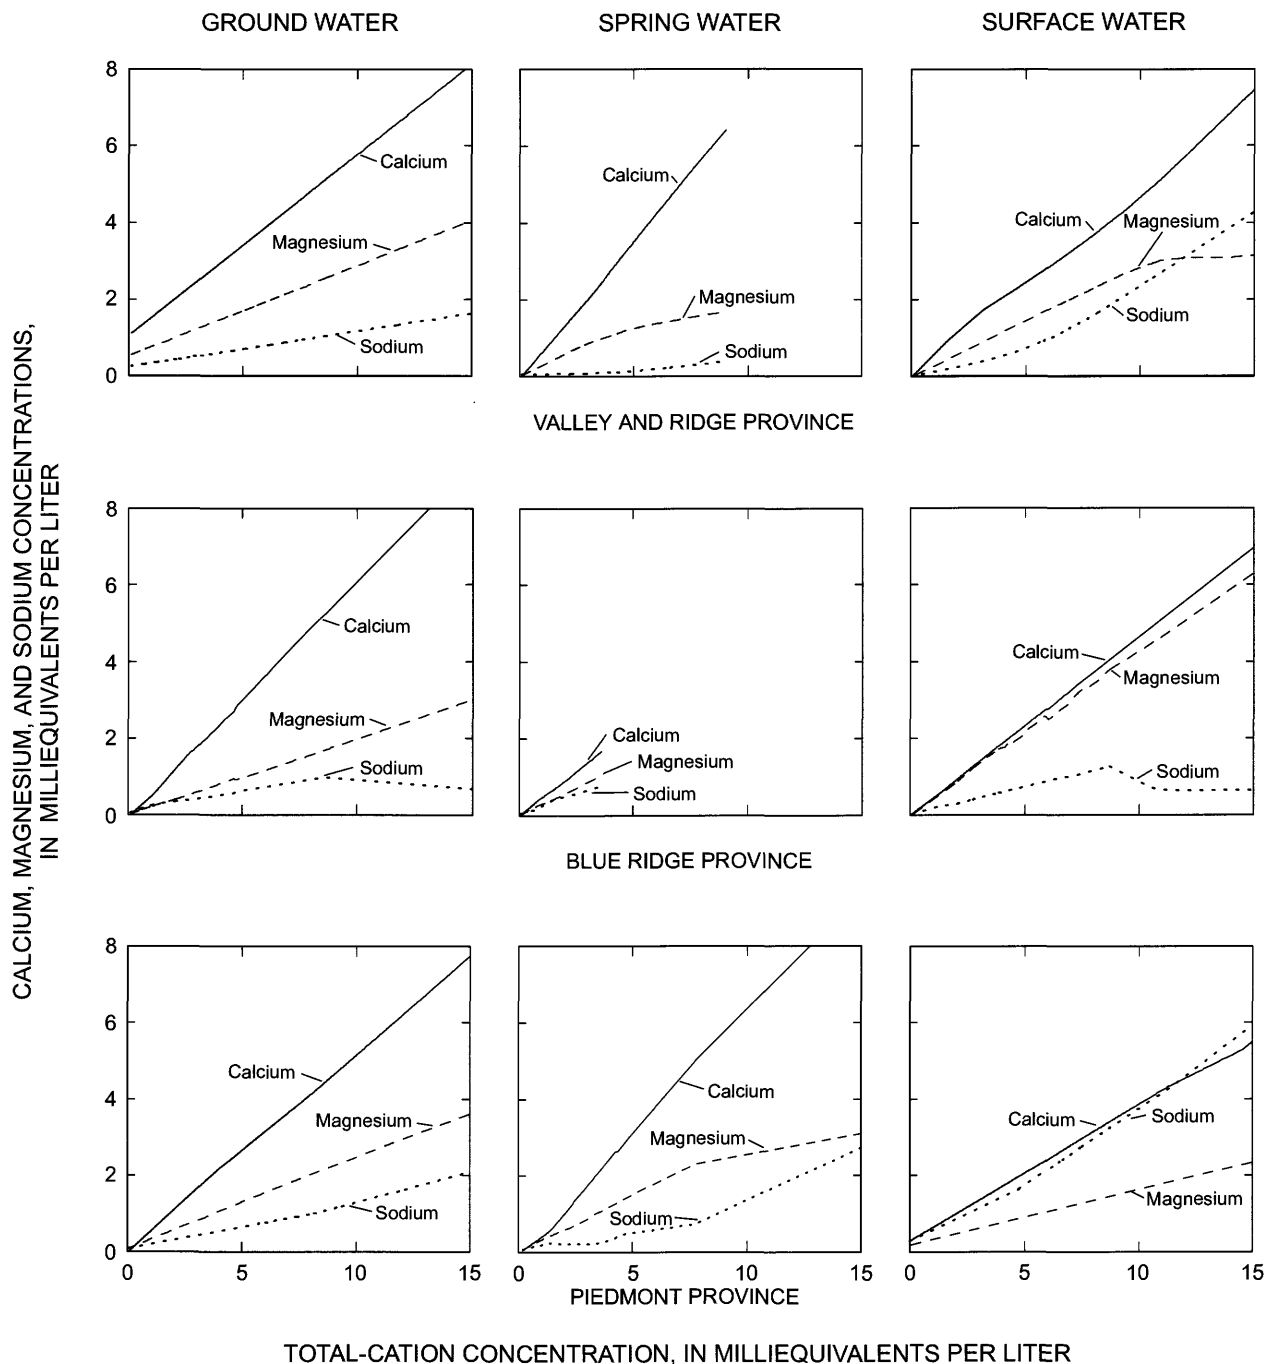 GROUND WATER
SPRING WATER
SURFACE WATER
CALCIUM, MAGNESIUM, AND SODIUM CONCENTRATIONS,
IN MILLIEQUIVALENTS PER LITER
8
6
4
2
0
Calcium
Magnesium
Sodium
Calcium
Magnesium
Sodium
Calcium
Magnesium
Sodium
VALLEY AND RIDGE PROVINCE
8
6
4
2
0
Calcium
Magnesium
Sodium
Calcium
Magnesium
Sodium
Calcium
Magnesium
Sodium
BLUE RIDGE PROVINCE
8
6
4
2
0
Calcium
Magnesium
Sodium
Calcium
Magnesium
Sodium
Calcium
Sodium
Magnesium
0 5 10 15
0 5 10 15
0 5 10 15
PIEDMONT PROVINCE
TOTAL-CATION CONCENTRATION, IN MILLIEQUIVALENTS PER LITER